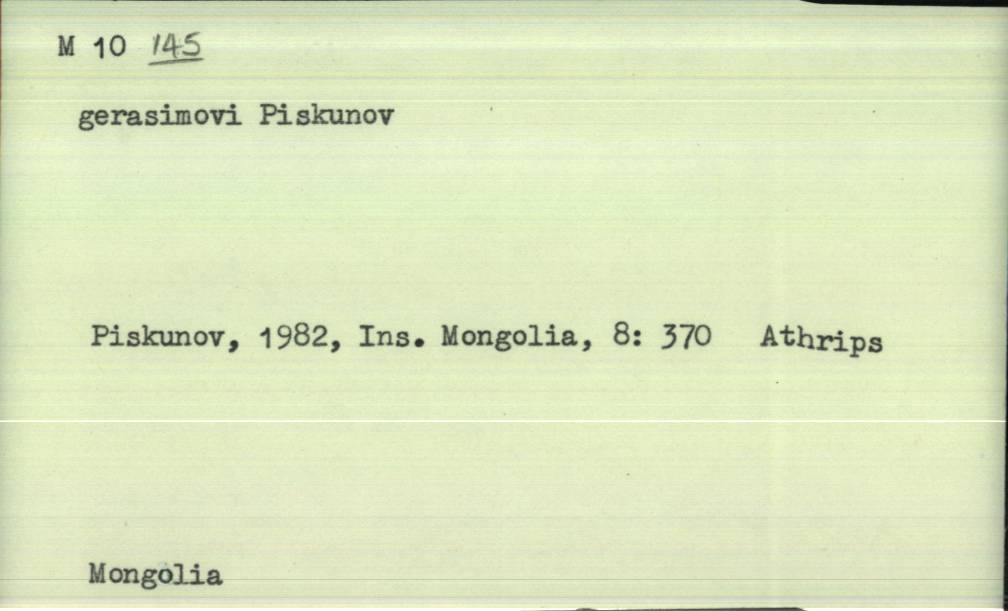 M 10 145
gerasimovi Piskunov
Piskunov, 1982, Ins. Mongolia, 8: 370 Athrips
Mongolia